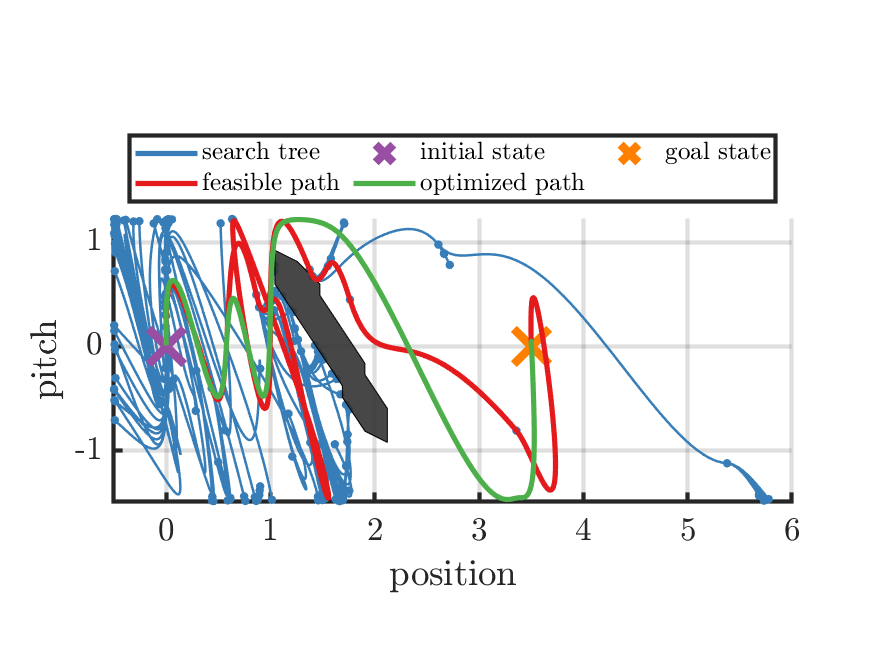 search tree initial state goal state
feasible path optimized path
1
0
-1
pitch
0 1 2 3 4 5 6
position